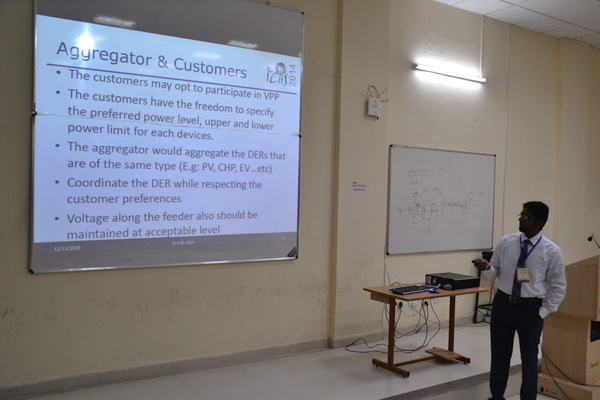 Aggregator & Customers
2014
• The customers may opt to participate in VPP
• The customers have the freedom to specify
the preferred power level, upper and lower
power limit for each devices.
• The aggregator would aggregate the DERs that
are of the same type (E.g: PV, CHP, EV...etc)
• Coordinate the DER while respecting the
customer preferences
• Voltage along the feeder also should be
maintained at acceptable level
12/12/2014